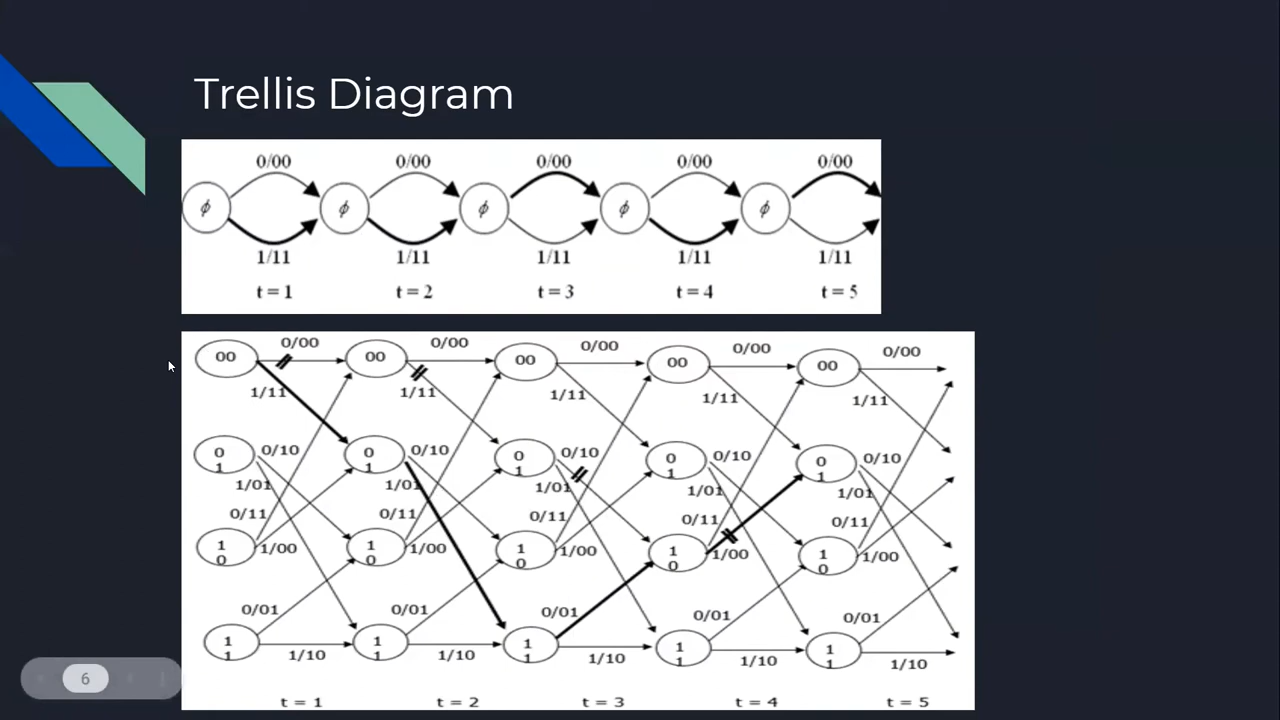 Trellis Diagram
0/00 0/00 0/00 0/00 0/00
ϕ ϕ ϕ ϕ ϕ
1/11 1/11 1/11 1/11 1/11
t = 1 t = 2 t = 3 t = 4 t = 5
0/00 0/00 0/00 0/00 0/00
00 00 00 00 00
1/11 1/11 1/11 1/11 1/11
0 0/10 0 0/10 0 0/10 0 0/10 0 0/10
1 1/01 1 1/01 1 1/01 1 1/01 1 1/01
0/11 0/11 0/11 0/11 0/11
1 1/00 1 1/00 1 1/00 1 1/00 1 1/00
0 0 0 0 0
0/01 0/01 0/01 0/01 0/01
1 1 1 1 1
1 1/10 1 1/10 1 1/10 1 1/10 1 1/10
6
t = 1 t = 2 t = 3 t = 4 t = 5